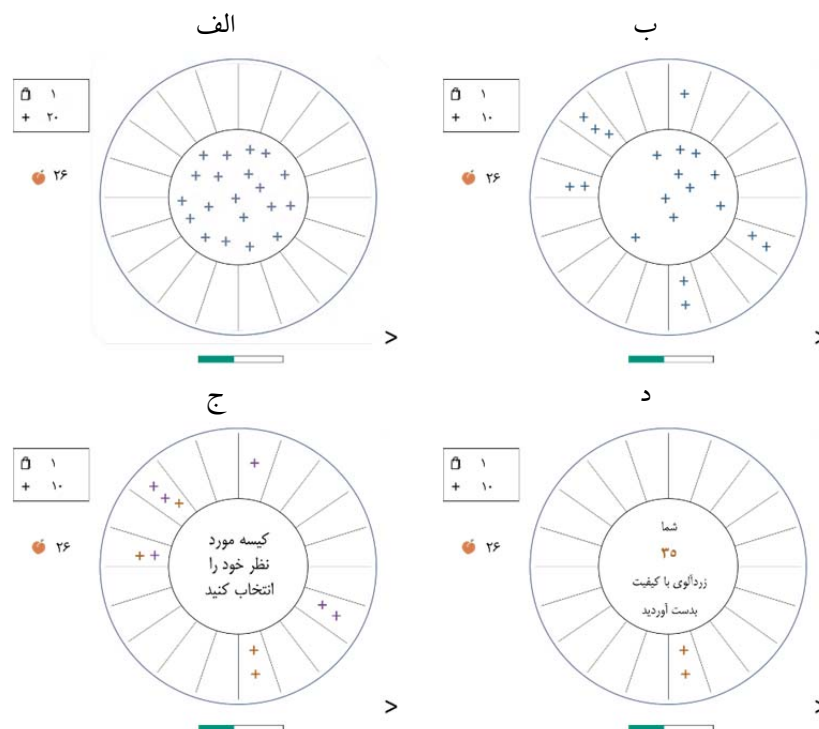 الف
ب
۱
+ ۲۰
۲۶
>
۱
+ ۱۰
۲۶
>
ج
د
۱
+ ۱۰
۲۶
کیسه مورد
نظر خود را
انتخاب کنید
>
۱
+ ۱۰
۲۶
شما
۳۵
زردآلوی با کیفیت
بدست آوردید
>